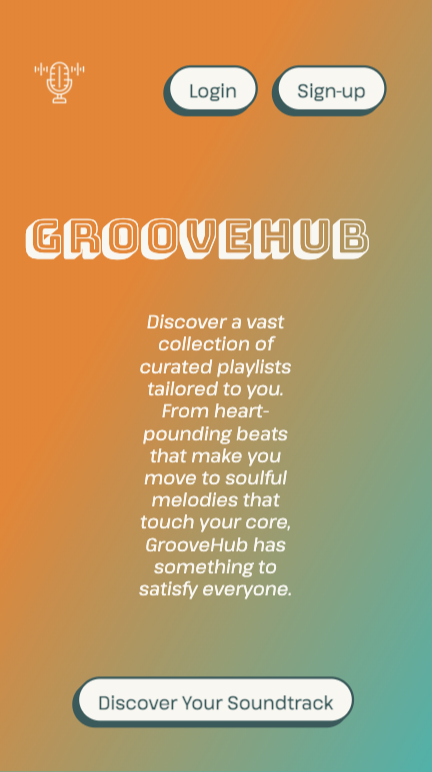 Login
Sign-up
GROOVEHUB
Discover a vast
collection of
curated playlists
tailored to you.
From heart-
pounding beats
that make you
move to soulful
melodies that
touch your core,
GrooveHub has
something to
satisfy everyone.
Discover Your Soundtrack